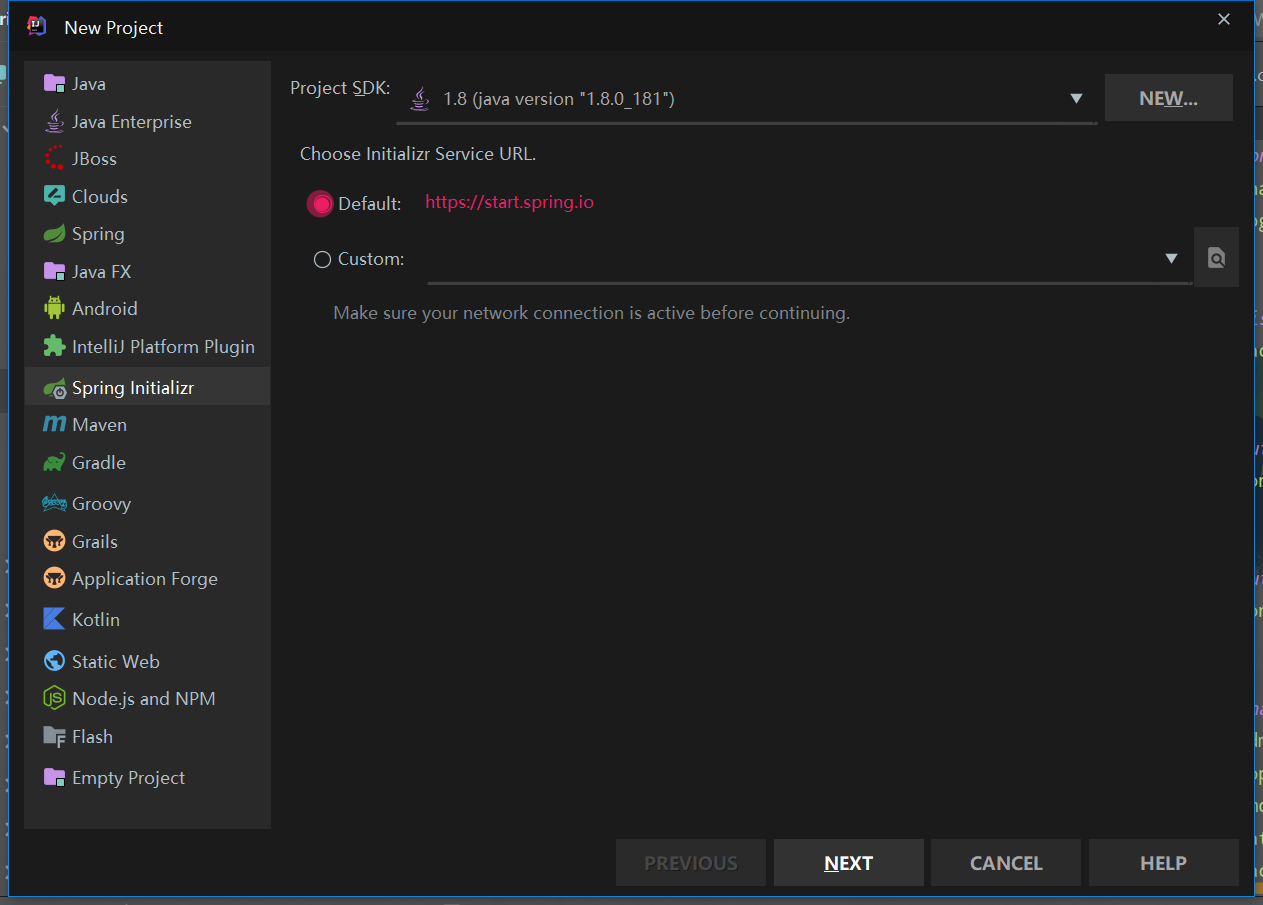 New Project
Java
Java Enterprise
JBoss
Clouds
Spring
Java FX
Android
IntelliJ Platform Plugin
Spring Initializr
Maven
Gradle
Groovy
Grails
Application Forge
Kotlin
Static Web
Node.js and NPM
Flash
Empty Project
Project SDK: 1.8 (java version "1.8.0_181") NEW...
Choose Initializr Service URL.
Default: https://start.spring.io
Custom:
Make sure your network connection is active before continuing.
PREVIOUS NEXT CANCEL HELP